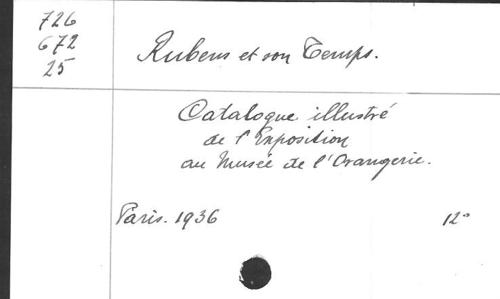 726
672
25
Rubens et son Temps.
Catalogue illustré
de l'Exposition
au Musée de l'Orangerie.
Paris. 1936
12°